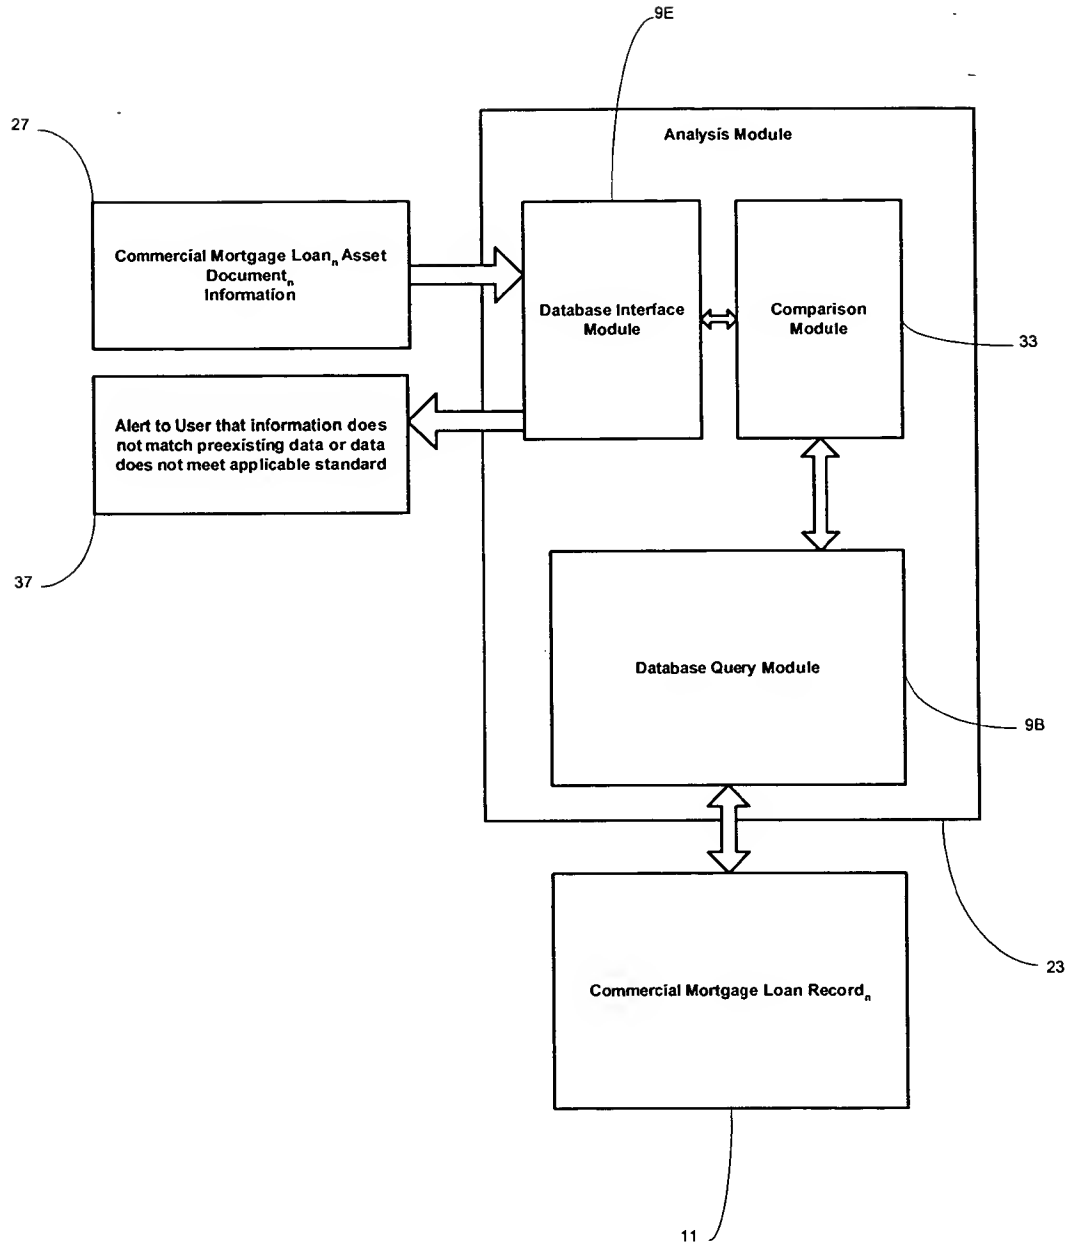 9E
27
Analysis Module
Commercial Mortgage Loanₙ Asset
Documentₙ
Information
Database Interface
Module
Comparison
Module
33
Alert to User that information does
not match preexisting data or data
does not meet applicable standard
37
Database Query Module
9B
23
Commercial Mortgage Loan Recordₙ
11